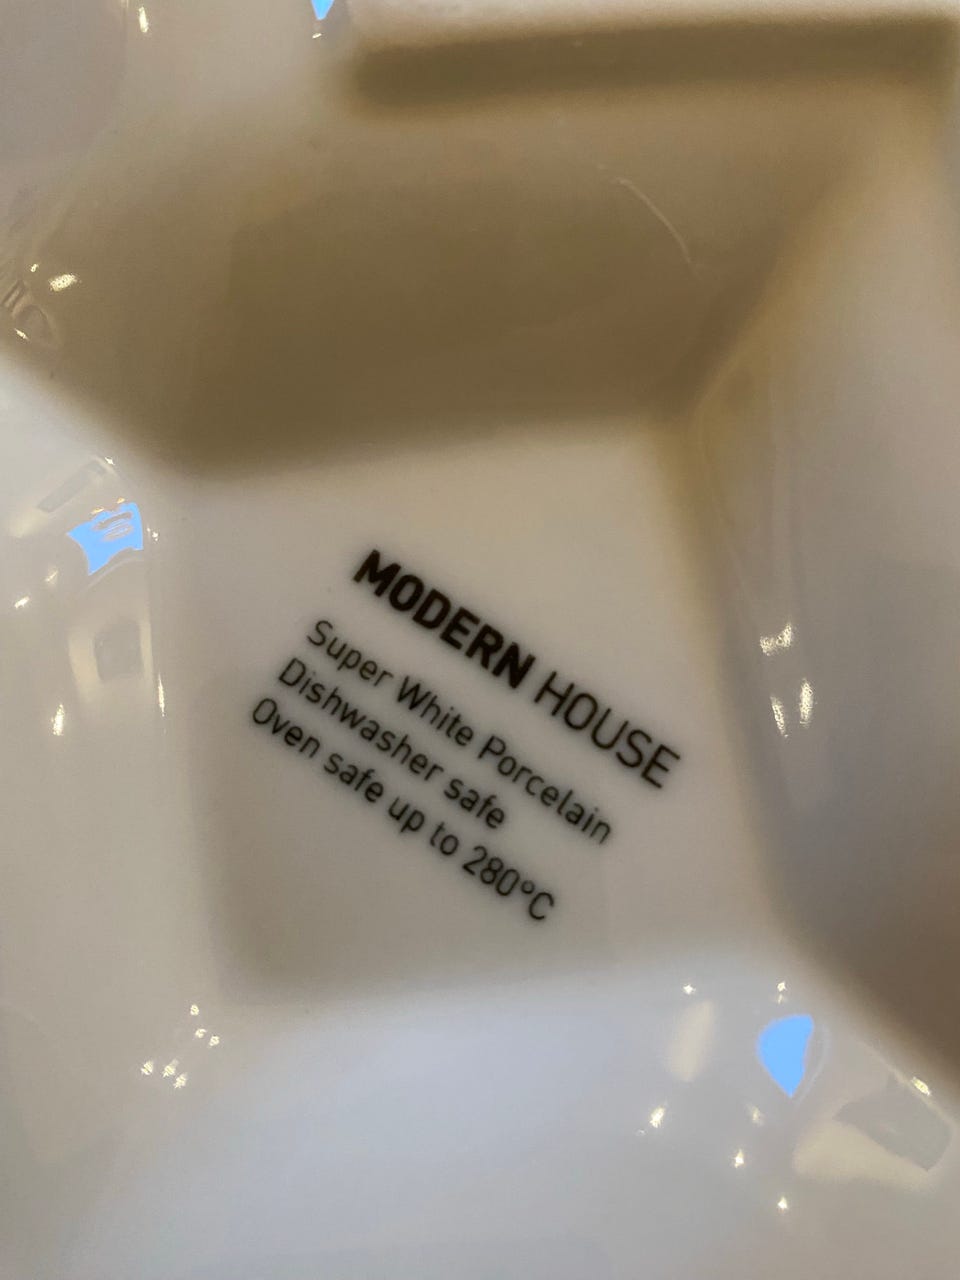 MODERN HOUSE
Super White Porcelain
Dishwasher safe
Oven safe up to 280°C